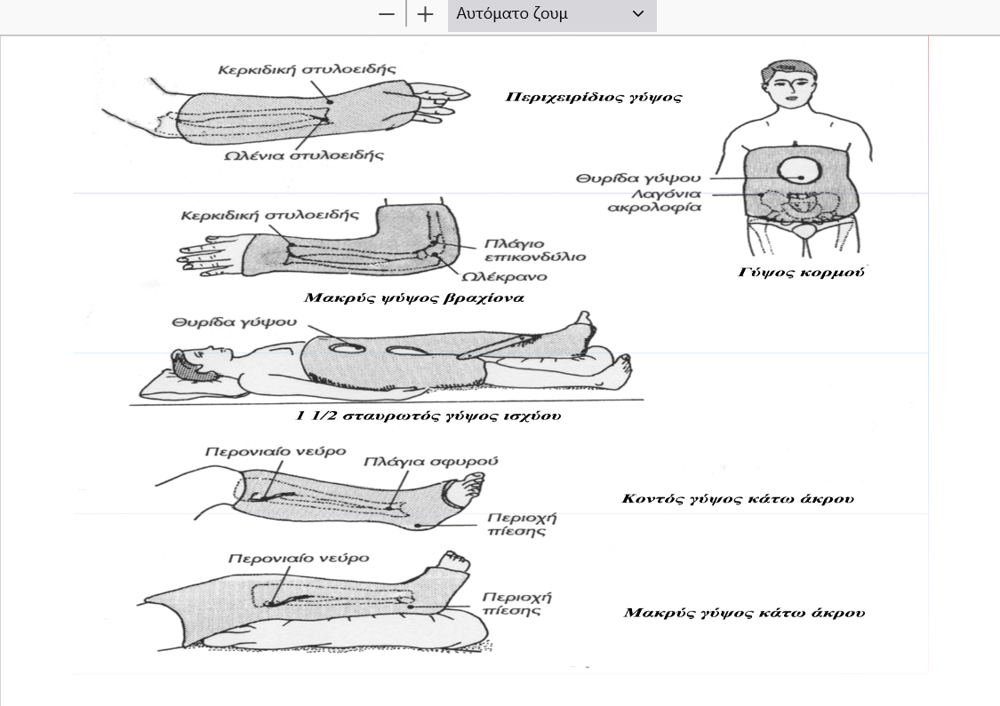 Αυτόματο ζουμ
Κερκιδική στυλοειδής
Περιχειρίδιος γύψος
Ωλένια στυλοειδής
Θυρίδα γύψου
Λαγόνια
ακρολοφία
Γύψος κορμού
Κερκιδική στυλοειδής
Πλάγιο
επικονδύλιο
Ωλέκρανο
Μακρύς ψύψος βραχίονα
Θυρίδα γύψου
1 1/2 σταυρωτός γύψος ισχύου
Περονιαίο νεύρο
Πλάγια σφυρού
Κοντός γύψος κάτω άκρου
Περιοχή
πίεσης
Περονιαίο νεύρο
Περιοχή
πίεσης
Μακρύς γύψος κάτω άκρου